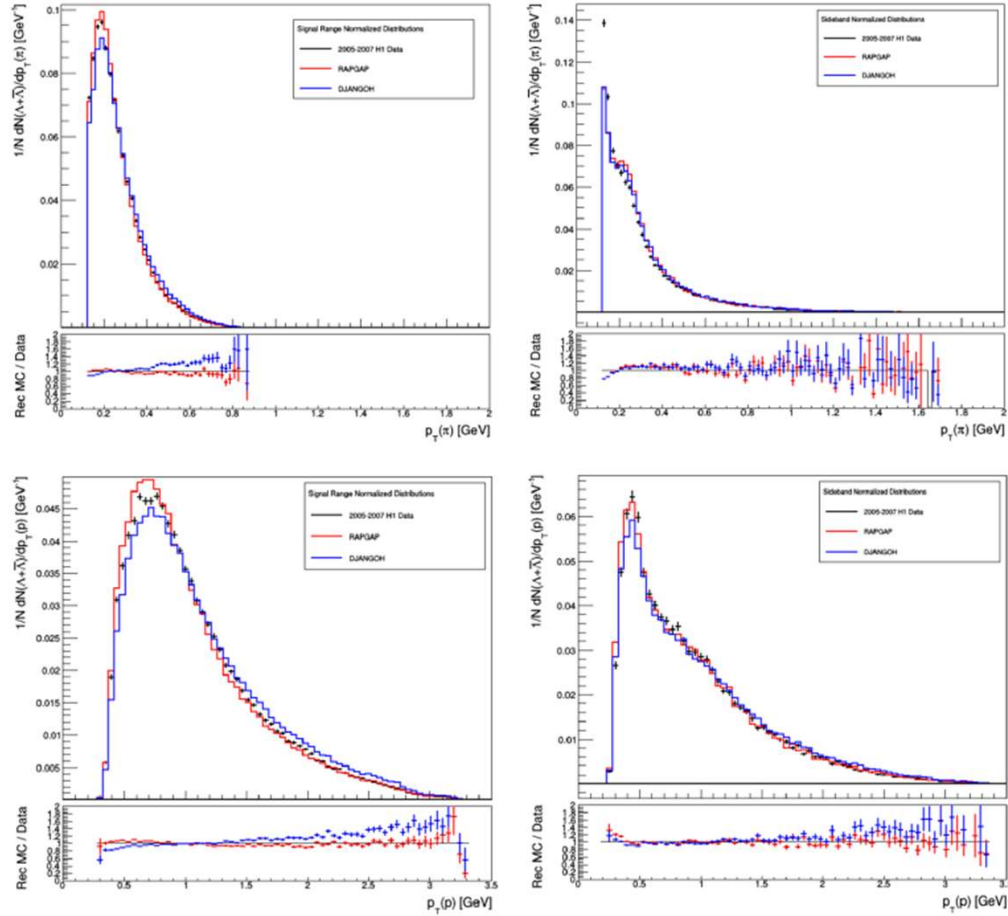 1/N dN(Λ+Λ̅)/dp_T(π) [GeV⁻¹]
0.1
0.08
0.06
0.04
0.02
Signal Range Normalized Distributions
2005-2007 H1 Data
RAPGAP
DJANGOH
Rec MC / Data
0 0.2 0.4 0.6 0.8 1 1.2 1.4 1.6 1.8 2
p_T(π) [GeV]
1/N dN(Λ+Λ̅)/dp_T(π) [GeV⁻¹]
0.14
0.12
0.1
0.08
0.06
0.04
0.02
Sideband Normalized Distributions
2005-2007 H1 Data
RAPGAP
DJANGOH
Rec MC / Data
0 0.2 0.4 0.6 0.8 1 1.2 1.4 1.6 1.8 2
p_T(π) [GeV]
1/N dN(Λ+Λ̅)/dp_T(p) [GeV⁻¹]
0.045
0.04
0.035
0.03
0.025
0.02
0.015
0.01
0.005
Signal Range Normalized Distributions
2005-2007 H1 Data
RAPGAP
DJANGOH
Rec MC / Data
0 0.5 1 1.5 2 2.5 3 3.5
p_T(p) [GeV]
1/N dN(Λ+Λ̅)/dp_T(p) [GeV⁻¹]
0.06
0.05
0.04
0.03
0.02
0.01
Sideband Normalized Distributions
2005-2007 H1 Data
RAPGAP
DJANGOH
Rec MC / Data
0 0.5 1 1.5 2 2.5 3 3.5
p_T(p) [GeV]